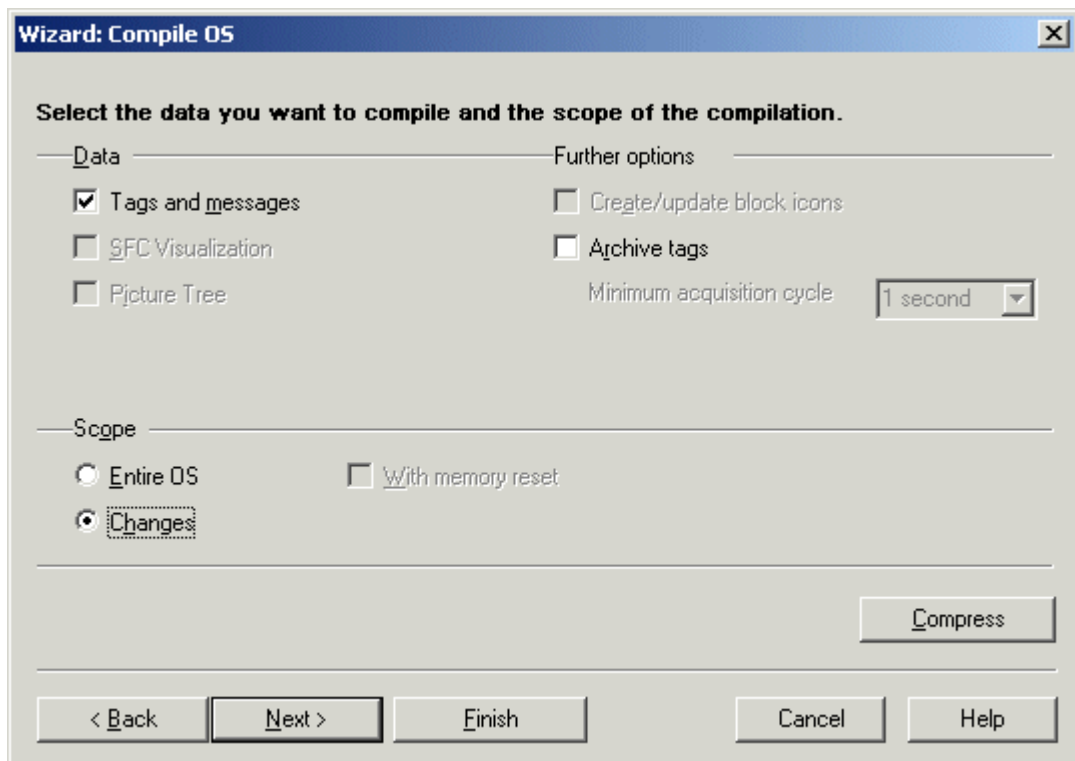 Wizard: Compile OS
Select the data you want to compile and the scope of the compilation.
Data
Further options
Tags and messages
Create/update block icons
SFC Visualization
Archive tags
Picture Tree
Minimum acquisition cycle
1 second
Scope
Entire OS
With memory reset
Changes
Compress
< Back
Next >
Finish
Cancel
Help